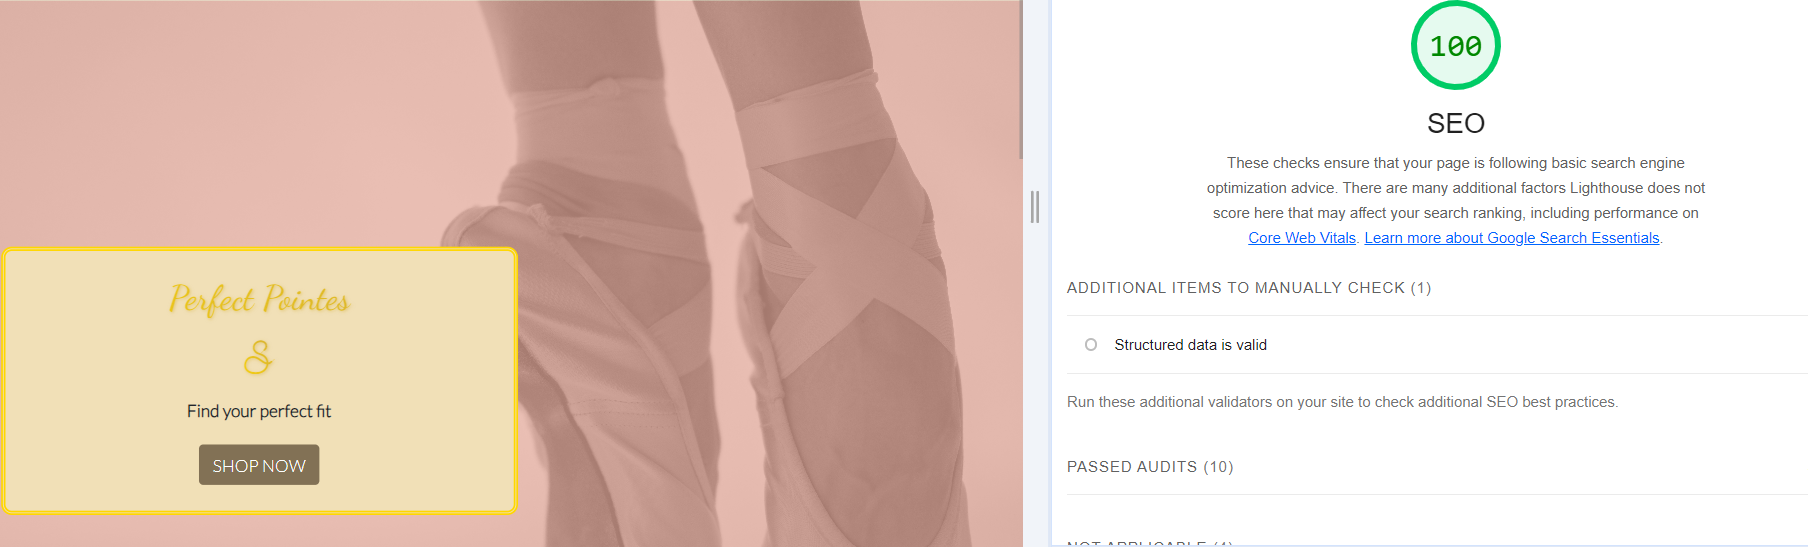 Perfect Pointes
S
Find your perfect fit
SHOP NOW
100
SEO
These checks ensure that your page is following basic search engine
optimization advice. There are many additional factors Lighthouse does not
score here that may affect your search ranking, including performance on
Core Web Vitals. Learn more about Google Search Essentials.
ADDITIONAL ITEMS TO MANUALLY CHECK (1)
Structured data is valid
Run these additional validators on your site to check additional SEO best practices.
PASSED AUDITS (10)